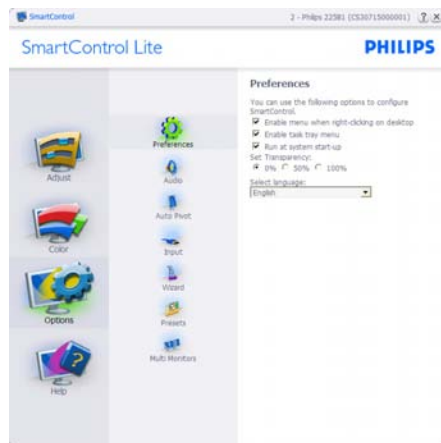 SmartControl
2 - Philips 225B1 (CS30715000001)
SmartControl Lite
PHILIPS
Adjust
Color
Options
Help
Preferences
Audio
Auto Pivot
Input
Wizard
Presets
Multi Monitors
Preferences
You can use the following options to configure
SmartControl.
Enable menu when right-clicking on desktop
Enable task tray menu
Run at system start-up
Set Transparency:
0% 50% 100%
Select language:
English